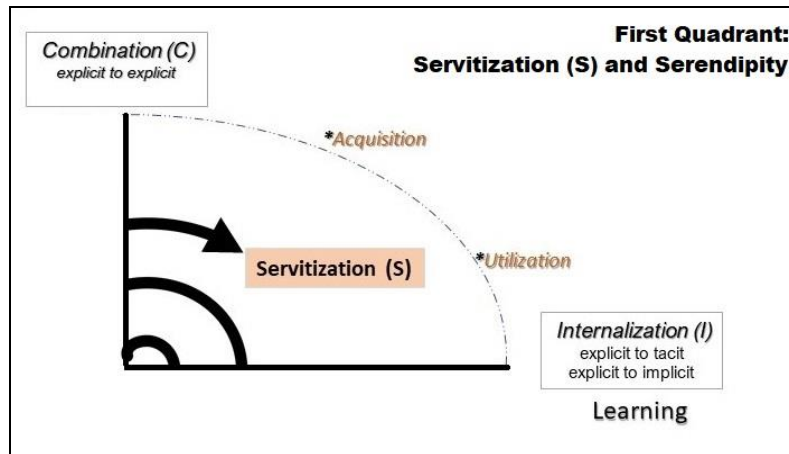 First Quadrant:
Servitization (S) and Serendipity
Combination (C)
explicit to explicit
*Acquisition
*Utilization
Servitization (S)
Internalization (I)
explicit to tacit
explicit to implicit
Learning